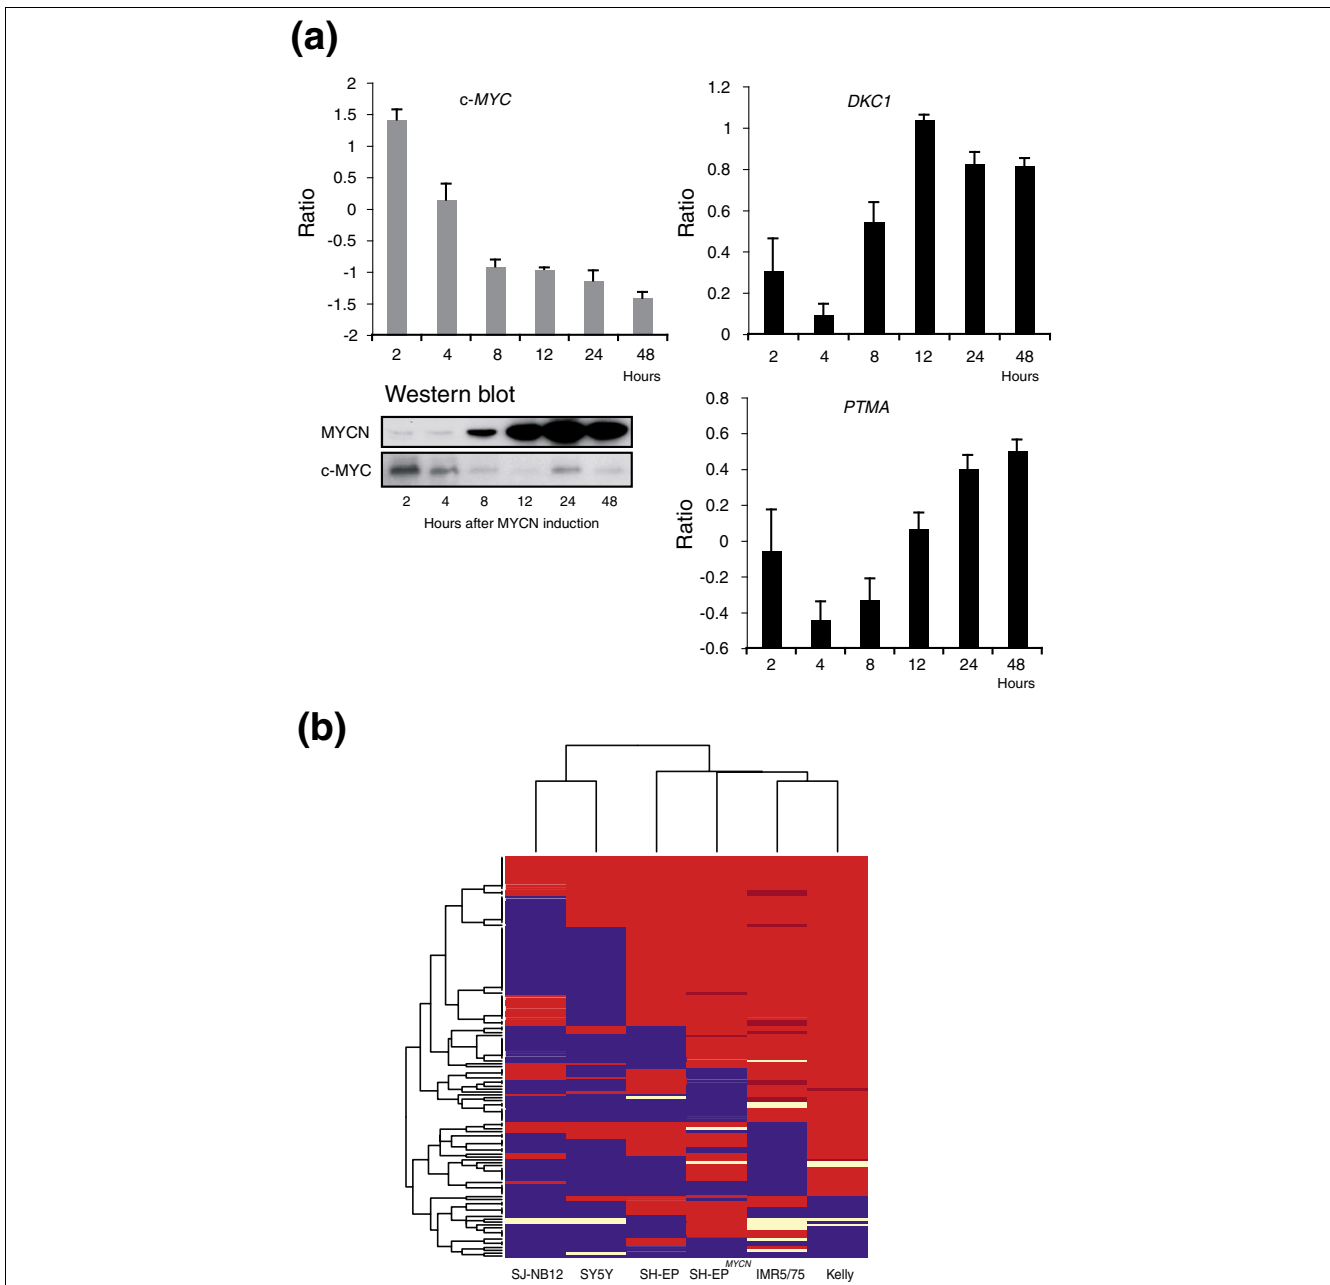 (a)
c-MYC
2
1.5
1
0.5
0
-0.5
-1
-1.5
-2
Ratio
2 4 8 12 24 48
Hours
DKC1
1.2
1
0.8
0.6
0.4
0.2
0
Ratio
2 4 8 12 24 48
Hours
Western blot
MYCN
c-MYC
2 4 8 12 24 48
Hours after MYCN induction
PTMA
0.8
0.6
0.4
0.2
0
-0.2
-0.4
-0.6
Ratio
2 4 8 12 24 48
Hours
(b)
SJ-NB12 SY5Y SH-EP SH-EP MYCN IMR5/75 Kelly